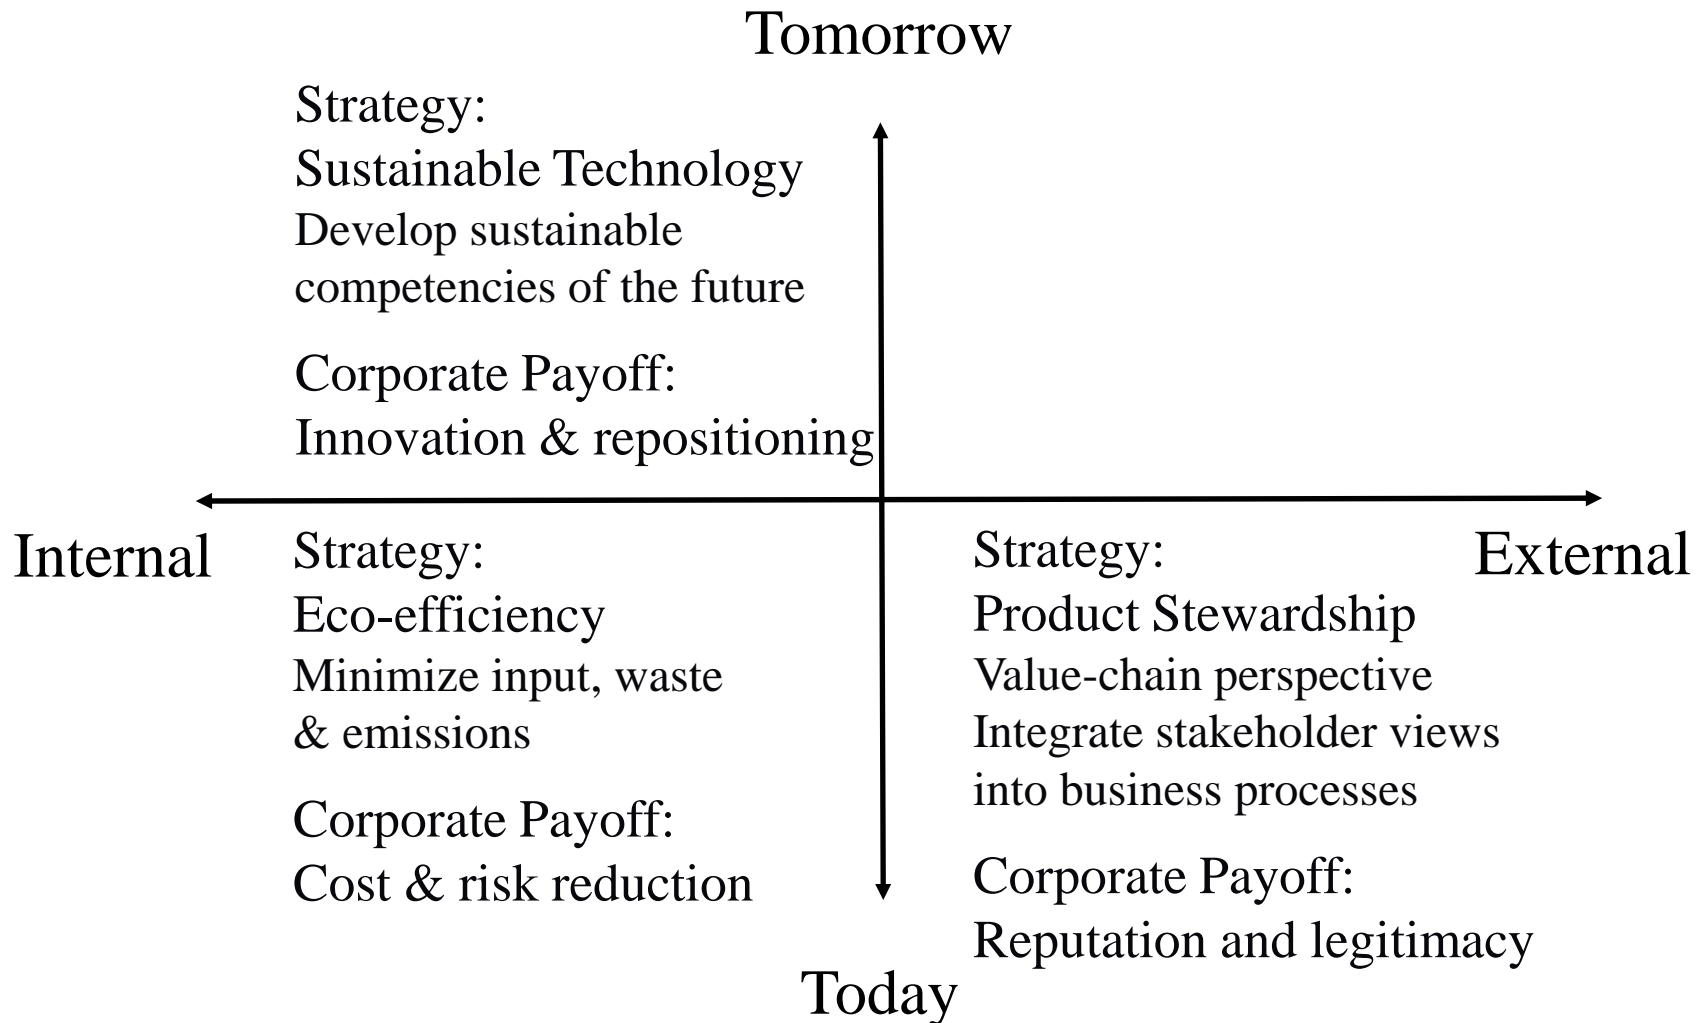 Tomorrow
Strategy:
Sustainable Technology
Develop sustainable
competencies of the future
Corporate Payoff:
Innovation & repositioning
Internal
External
Strategy:
Eco-efficiency
Minimize input, waste
& emissions
Corporate Payoff:
Cost & risk reduction
Strategy:
Product Stewardship
Value-chain perspective
Integrate stakeholder views
into business processes
Corporate Payoff:
Reputation and legitimacy
Today